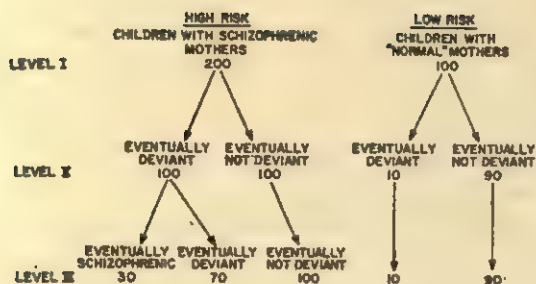 HIGH RISK
CHILDREN WITH SCHIZOPHRENIC
MOTHERS
200
LOW RISK
CHILDREN WITH
"NORMAL" MOTHERS
100
LEVEL I
EVENTUALLY
DEVIANT
100
EVENTUALLY
NOT DEVIANT
100
EVENTUALLY
DEVIANT
10
EVENTUALLY
NOT DEVIANT
90
LEVEL II
EVENTUALLY
SCHIZOPHRENIC
30
EVENTUALLY
DEVIANT
70
EVENTUALLY
NOT DEVIANT
100
10
90
LEVEL III